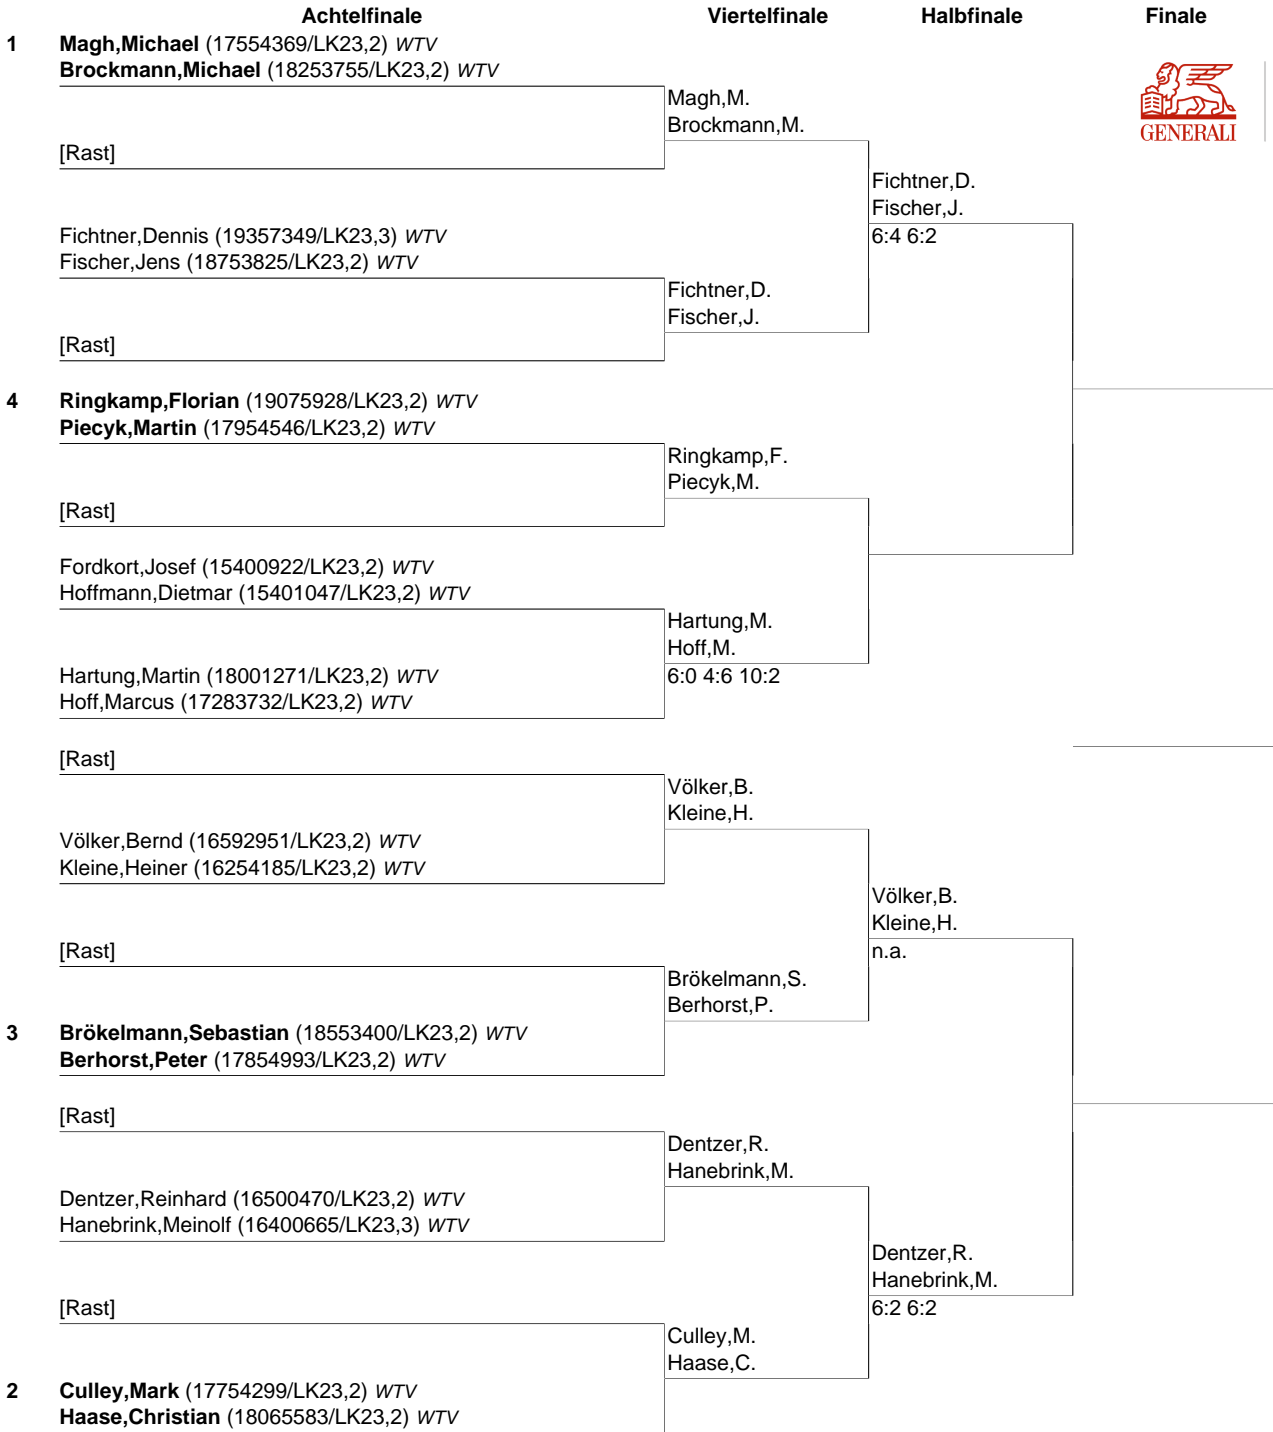 Achtelfinale Viertelfinale Halbfinale Finale
1 Magh,Michael (17554369/LK23,2) WTV
Brockmann,Michael (18253755/LK23,2) WTV
GENERALI
Magh,M.
Brockmann,M.
[Rast]
Fichtner,D.
Fischer,J.
6:4 6:2
Fichtner,Dennis (19357349/LK23,3) WTV
Fischer,Jens (18753825/LK23,2) WTV
Fichtner,D.
Fischer,J.
[Rast]
4 Ringkamp,Florian (19075928/LK23,2) WTV
Piecyk,Martin (17954546/LK23,2) WTV
Ringkamp,F.
Piecyk,M.
[Rast]
Fordkort,Josef (15400922/LK23,2) WTV
Hoffmann,Dietmar (15401047/LK23,2) WTV
Hartung,M.
Hoff,M.
6:0 4:6 10:2
Hartung,Martin (18001271/LK23,2) WTV
Hoff,Marcus (17283732/LK23,2) WTV
[Rast]
Völker,B.
Kleine,H.
Völker,Bernd (16592951/LK23,2) WTV
Kleine,Heiner (16254185/LK23,2) WTV
Völker,B.
Kleine,H.
n.a.
[Rast]
Brökelmann,S.
Berhorst,P.
3 Brökelmann,Sebastian (18553400/LK23,2) WTV
Berhorst,Peter (17854993/LK23,2) WTV
[Rast]
Dentzer,R.
Hanebrink,M.
Dentzer,Reinhard (16500470/LK23,2) WTV
Hanebrink,Meinolf (16400665/LK23,3) WTV
Dentzer,R.
Hanebrink,M.
6:2 6:2
[Rast]
Culley,M.
Haase,C.
2 Culley,Mark (17754299/LK23,2) WTV
Haase,Christian (18065583/LK23,2) WTV